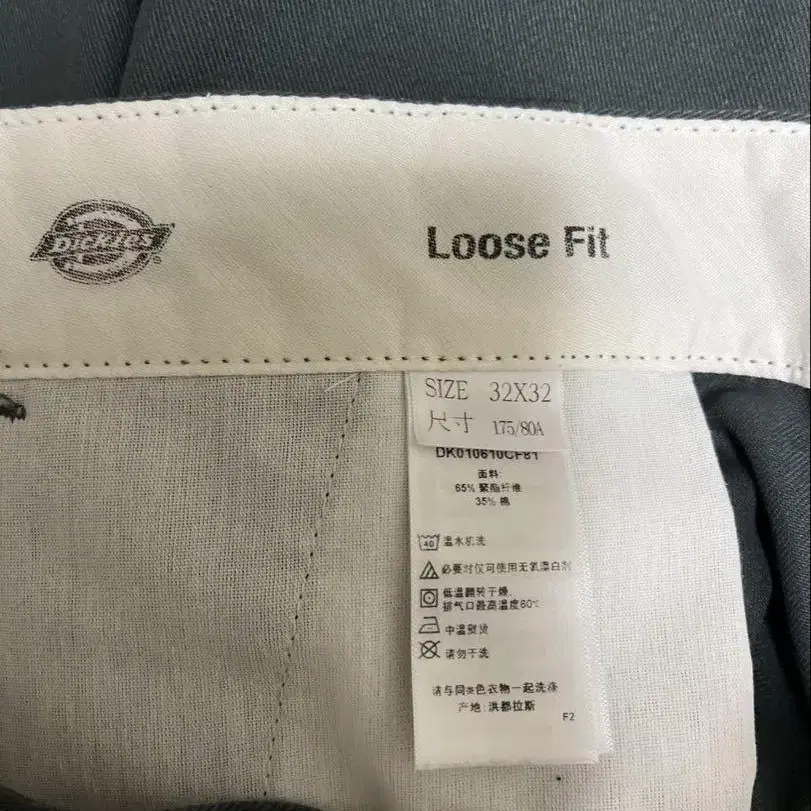 Dickies
Loose Fit
SIZE 32X32
尺寸 175/80A
DK010610CF81
面料:
65% 聚酯纤维
35% 棉
40 温水机洗
必要时仅可使用无氯漂白剂
低温翻转干燥,
排气口最高温度60℃
中温熨烫
请勿干洗
请与同类色衣物一起洗涤
产地: 洪都拉斯
F2